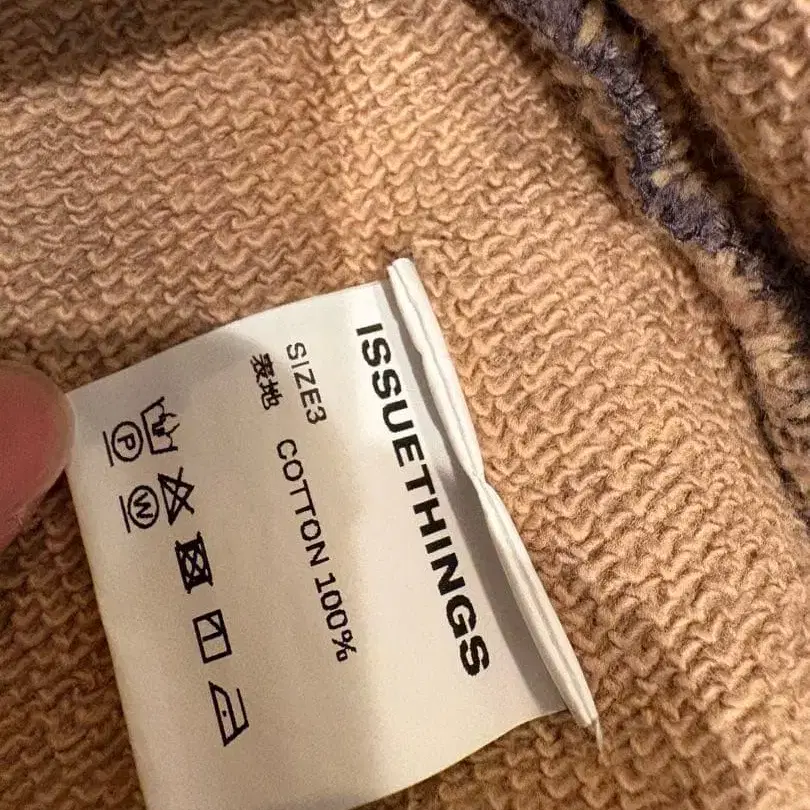 ISSUETHINGS
SIZE3
表地 COTTON 100%
P W